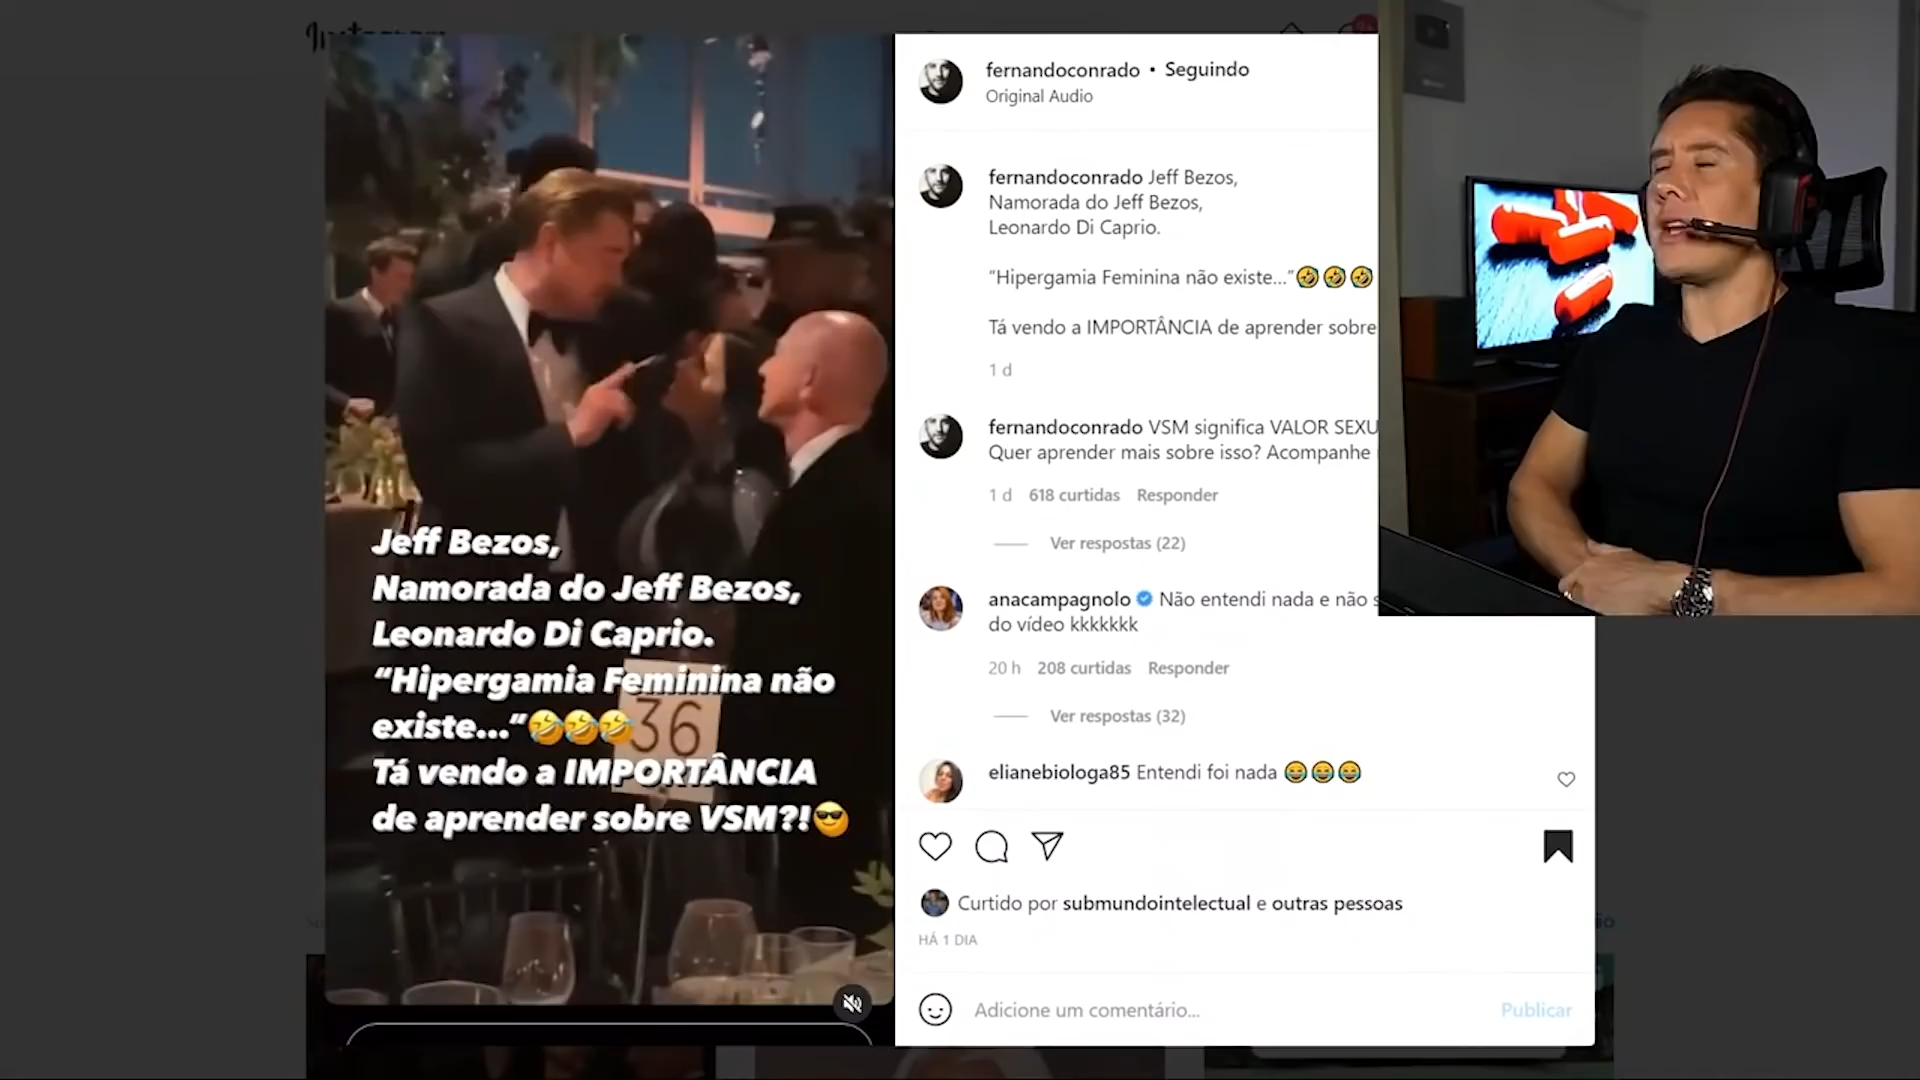 fernandoconrado • Seguindo
Original Audio
fernandoconrado Jeff Bezos,
Namorada do Jeff Bezos,
Leonardo Di Caprio.
"Hipergamia Feminina não existe..."🤣🤣🤣
Tá vendo a IMPORTÂNCIA de aprender sobre
1 d
fernandoconrado VSM significa VALOR SEXU
Quer aprender mais sobre isso? Acompanhe
1 d 618 curtidas Responder
Ver respostas (22)
anacampagnolo Não entendi nada e não s
do vídeo kkkkkkk
20 h 208 curtidas Responder
Ver respostas (32)
elianebiologa85 Entendi foi nada 😂😂😂
Curtido por submundointelectual e outras pessoas
HÁ 1 DIA
Adicione um comentário...
Publicar
Jeff Bezos,
Namorada do Jeff Bezos,
Leonardo Di Caprio.
“Hipergamia Feminina não
existe...”🤣🤣🤣
Tá vendo a IMPORTÂNCIA
de aprender sobre VSM?!😎
36